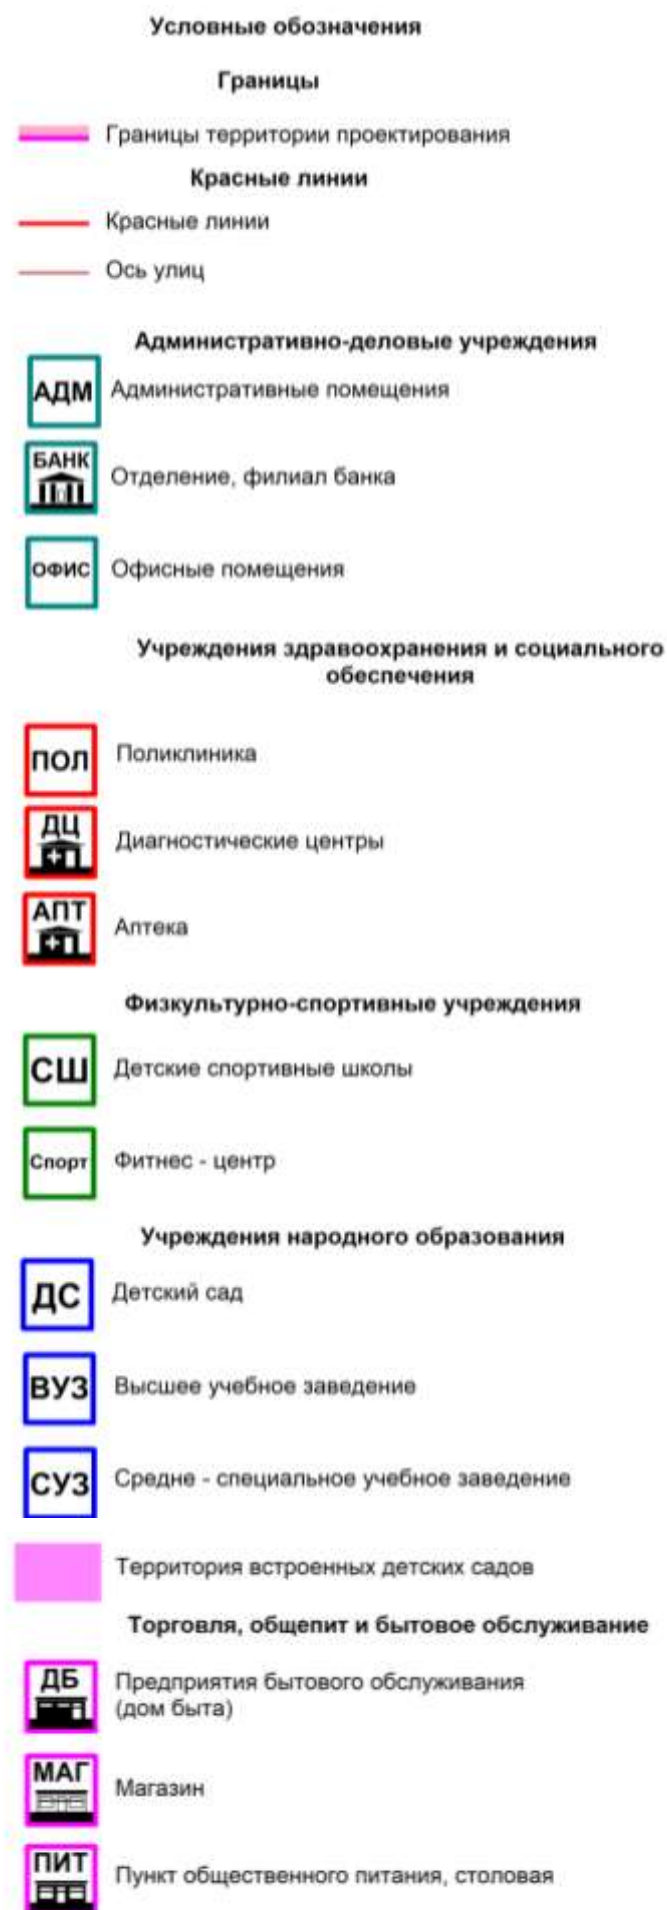 Условные обозначения
Границы
Границы территории проектирования
Красные линии
Красные линии
Ось улиц
Административно-деловые учреждения
АДМ Административные помещения
БАНК Отделение, филиал банка
ОФИС Офисные помещения
Учреждения здравоохранения и социального
обеспечения
ПОЛ Поликлиника
ДЦ Диагностические центры
АПТ Аптека
Физкультурно-спортивные учреждения
СШ Детские спортивные школы
Спорт Фитнес - центр
Учреждения народного образования
ДС Детский сад
ВУЗ Высшее учебное заведение
СУЗ Средне - специальное учебное заведение
Территория встроенных детских садов
Торговля, общепит и бытовое обслуживание
ДБ Предприятия бытового обслуживания
(дом быта)
МАГ Магазин
ПИТ Пункт общественного питания, столовая